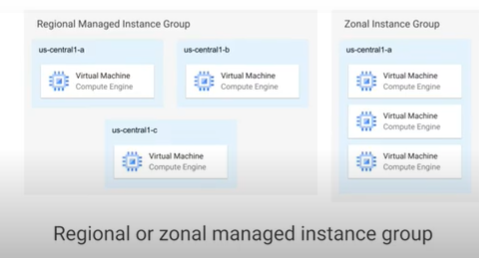 Regional Managed Instance Group
us-central1-a
Virtual Machine
Compute Engine
us-central1-b
Virtual Machine
Compute Engine
us-central1-c
Virtual Machine
Compute Engine
Zonal Instance Group
us-central1-a
Virtual Machine
Compute Engine
Virtual Machine
Compute Engine
Virtual Machine
Compute Engine
Regional or zonal managed instance group